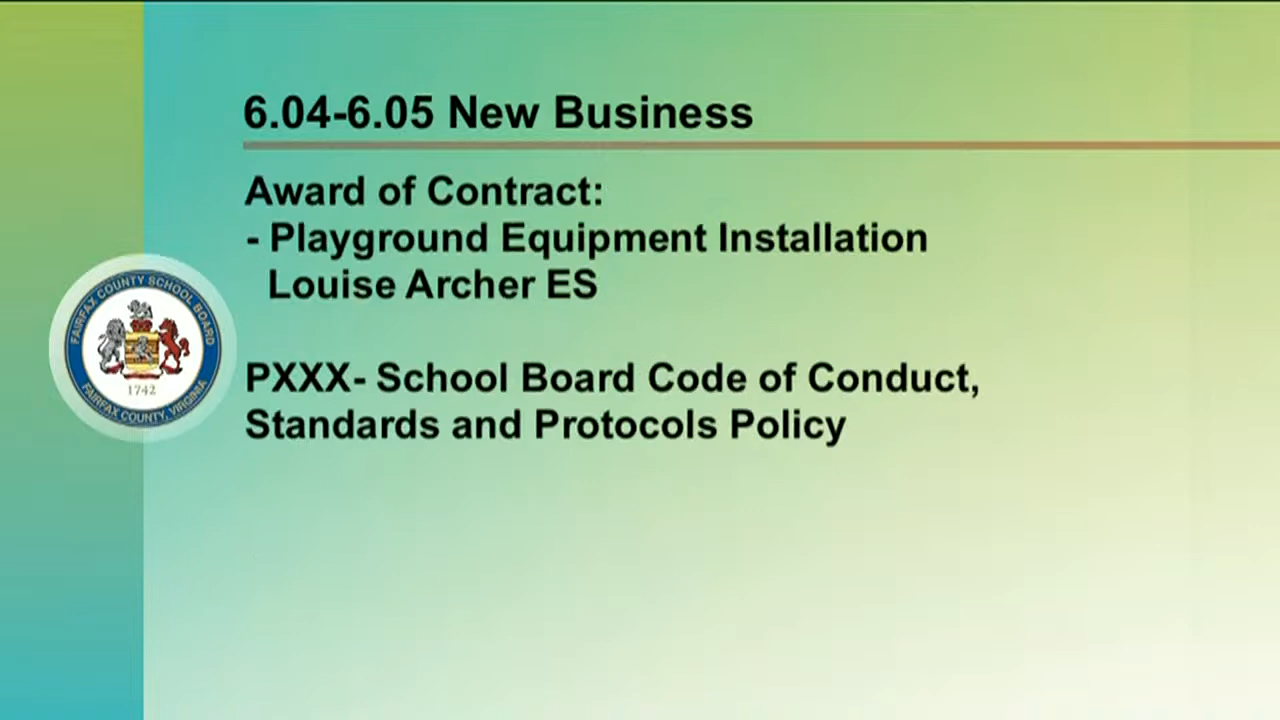 6.04-6.05 New Business
Award of Contract:
- Playground Equipment Installation
Louise Archer ES
FAIRFAX COUNTY SCHOOL BOARD
1742
FAIRFAX COUNTY, VIRGINIA
PXXX- School Board Code of Conduct,
Standards and Protocols Policy